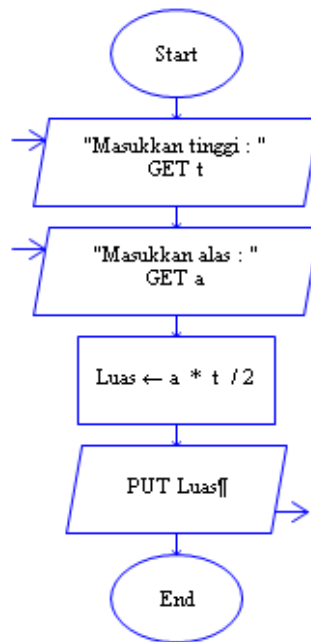 Start
"Masukkan tinggi : "
GET t
"Masukkan alas : "
GET a
Luas ← a * t / 2
PUT Luas¶
End